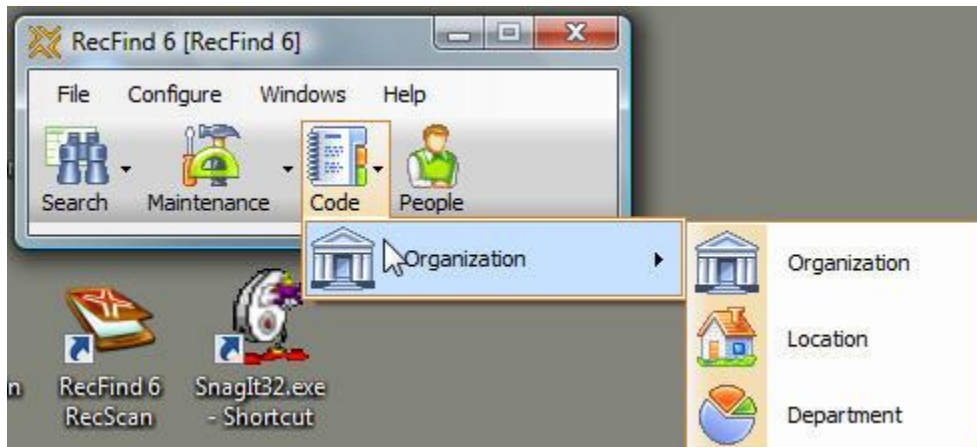 RecFind 6 [RecFind 6]
File Configure Windows Help
Search Maintenance Code People
Organization
Organization
Location
Department
n
RecFind 6
RecScan
SnagIt32.exe
- Shortcut